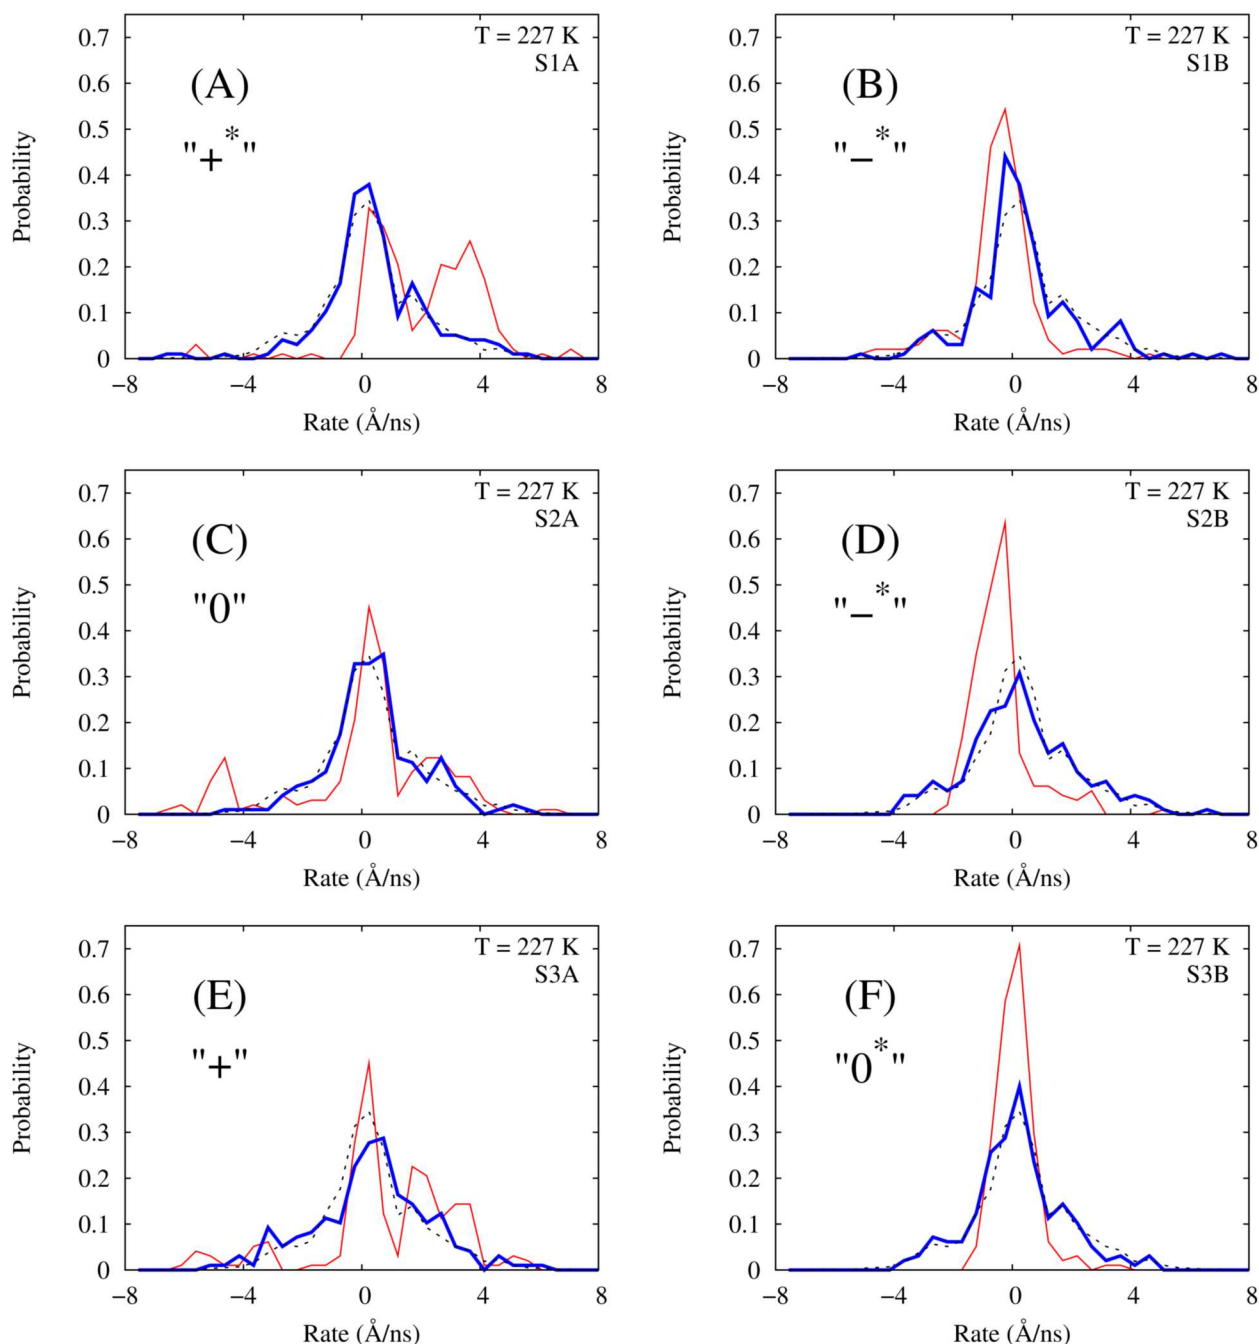 0.7
0.6
0.5
0.4
0.3
0.2
0.1
0
Probability
T = 227 K
S1A
(A)
"+*"
−8
−4
0
4
8
Rate (Å/ns)
0.7
0.6
0.5
0.4
0.3
0.2
0.1
0
Probability
T = 227 K
S1B
(B)
"−*"
−8
−4
0
4
8
Rate (Å/ns)
0.7
0.6
0.5
0.4
0.3
0.2
0.1
0
Probability
T = 227 K
S2A
(C)
"0"
−8
−4
0
4
8
Rate (Å/ns)
0.7
0.6
0.5
0.4
0.3
0.2
0.1
0
Probability
T = 227 K
S2B
(D)
"−*"
−8
−4
0
4
8
Rate (Å/ns)
0.7
0.6
0.5
0.4
0.3
0.2
0.1
0
Probability
T = 227 K
S3A
(E)
"+"
−8
−4
0
4
8
Rate (Å/ns)
0.7
0.6
0.5
0.4
0.3
0.2
0.1
0
Probability
T = 227 K
S3B
(F)
"0*"
−8
−4
0
4
8
Rate (Å/ns)